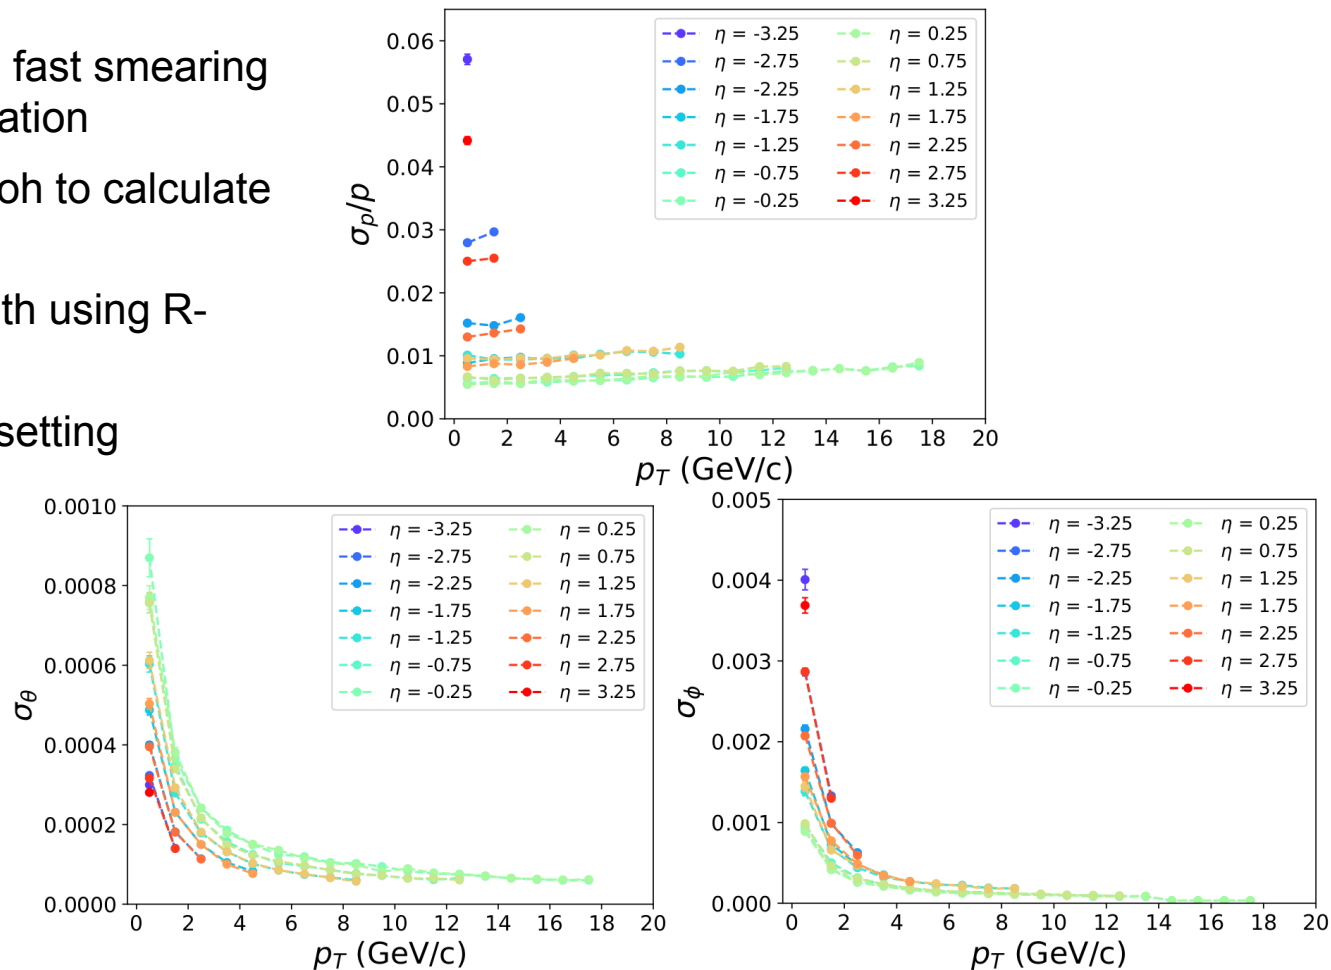 fast smearing
ation
oh to calculate
th using R-
setting
0.06
0.05
0.04
0.03
0.02
0.01
0.00
σp/p
η = -3.25
η = -2.75
η = -2.25
η = -1.75
η = -1.25
η = -0.75
η = -0.25
η = 0.25
η = 0.75
η = 1.25
η = 1.75
η = 2.25
η = 2.75
η = 3.25
0 2 4 6 8 10 12 14 16 18 20
pT (GeV/c)
0.0010
0.0008
0.0006
0.0004
0.0002
0.0000
σθ
η = -3.25
η = -2.75
η = -2.25
η = -1.75
η = -1.25
η = -0.75
η = -0.25
η = 0.25
η = 0.75
η = 1.25
η = 1.75
η = 2.25
η = 2.75
η = 3.25
0 2 4 6 8 10 12 14 16 18 20
pT (GeV/c)
0.005
0.004
0.003
0.002
0.001
0.000
σϕ
η = -3.25
η = -2.75
η = -2.25
η = -1.75
η = -1.25
η = -0.75
η = -0.25
η = 0.25
η = 0.75
η = 1.25
η = 1.75
η = 2.25
η = 2.75
η = 3.25
0 2 4 6 8 10 12 14 16 18 20
pT (GeV/c)